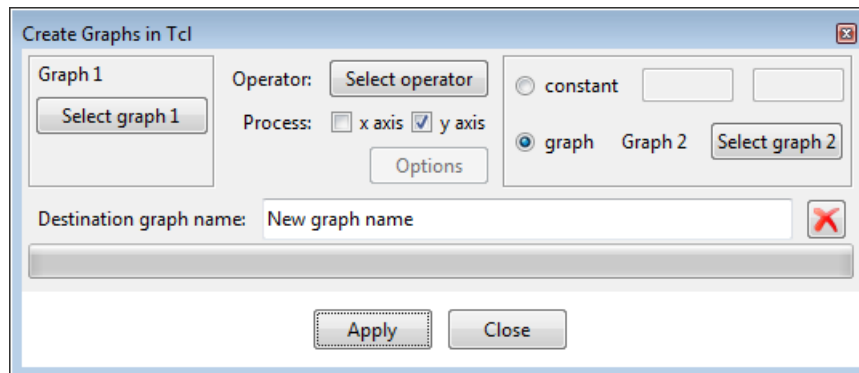 Create Graphs in Tcl
Graph 1
Select graph 1
Operator: Select operator
Process: x axis y axis
Options
constant
graph Graph 2 Select graph 2
Destination graph name: New graph name
Apply Close